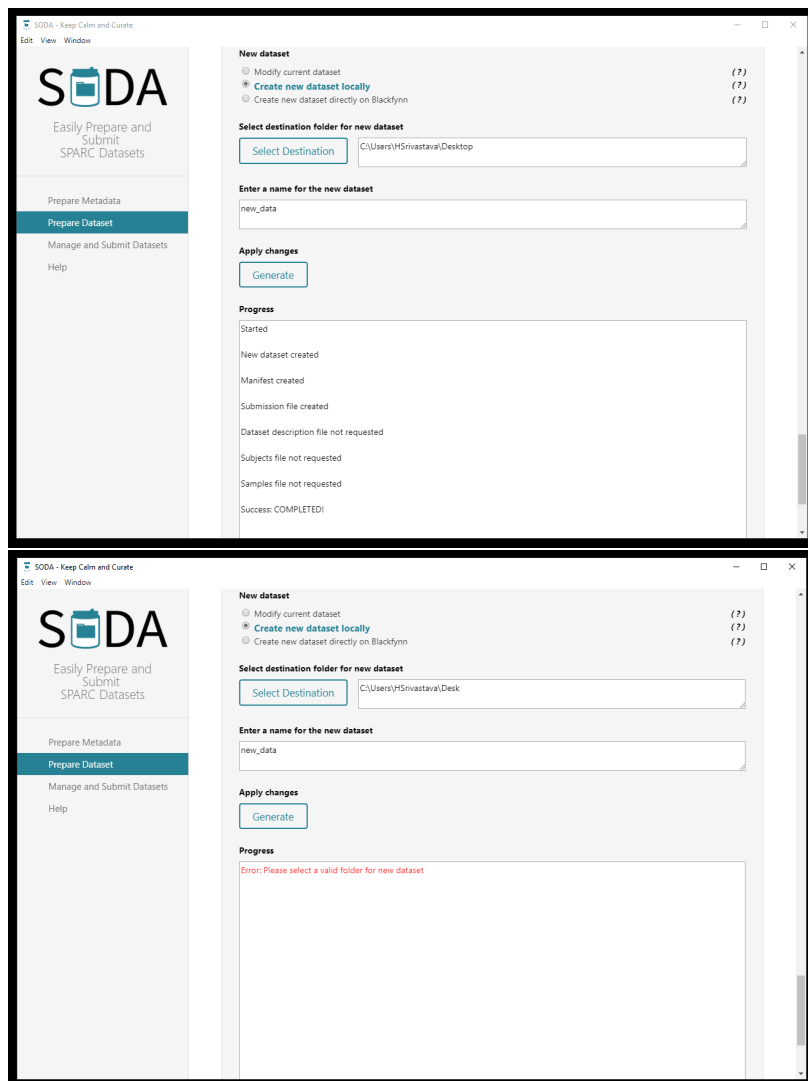 SODA - Keep Calm and Curate
Edit View Window
SODA
Easily Prepare and
Submit
SPARC Datasets
Prepare Metadata
Prepare Dataset
Manage and Submit Datasets
Help
New dataset
Modify current dataset (?)
Create new dataset locally (?)
Create new dataset directly on Blackfynn (?)
Select destination folder for new dataset
Select Destination C:\Users\HSrivastava\Desktop
Enter a name for the new dataset
new_data
Apply changes
Generate
Progress
Started
New dataset created
Manifest created
Submission file created
Dataset description file not requested
Subjects file not requested
Samples file not requested
Success: COMPLETED!
SODA - Keep Calm and Curate
Edit View Window
SODA
Easily Prepare and
Submit
SPARC Datasets
Prepare Metadata
Prepare Dataset
Manage and Submit Datasets
Help
New dataset
Modify current dataset (?)
Create new dataset locally (?)
Create new dataset directly on Blackfynn (?)
Select destination folder for new dataset
Select Destination C:\Users\HSrivastava\Desk
Enter a name for the new dataset
new_data
Apply changes
Generate
Progress
Error: Please select a valid folder for new dataset